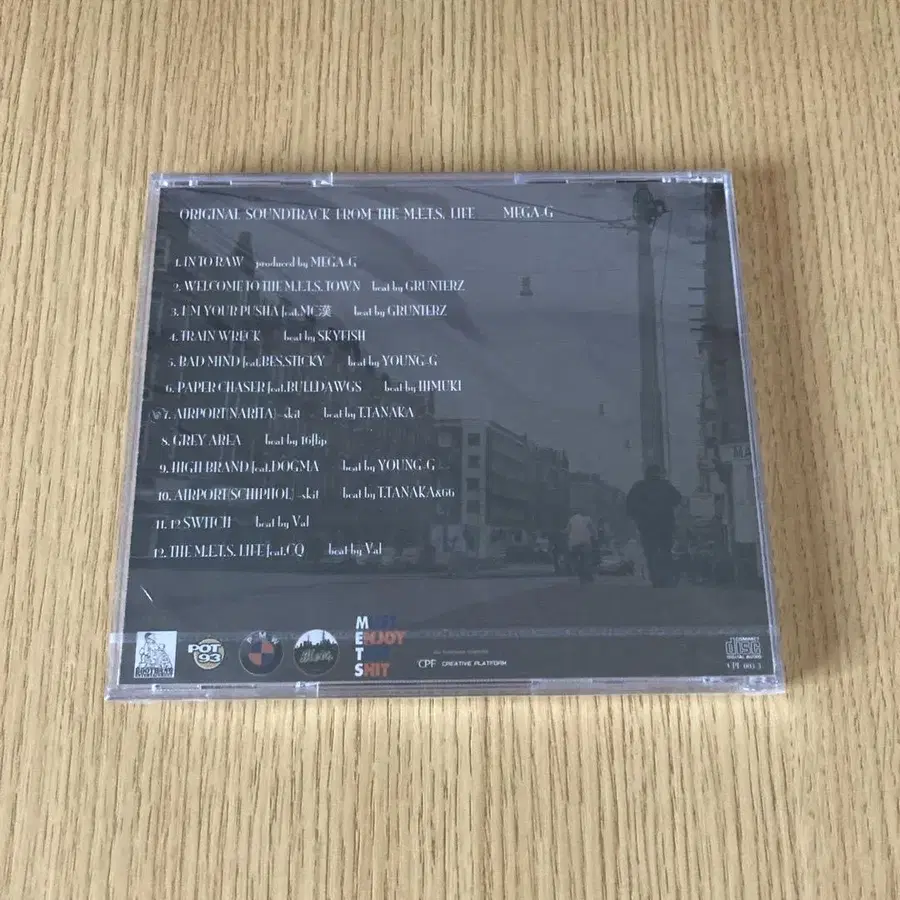 ORIGINAL SOUNDTRACK FROM THE M.E.T.S. LIFE MEGA-G
1. IN TO RAW produced by MEGA-G
2. WELCOME TO THE M.E.T.S. TOWN beat by GRUNTERZ
3. I'M YOUR PUSHA feat.MC漢 beat by GRUNTERZ
4. TRAIN WRECK beat by SKYFISH
5. BAD MIND feat.BES,STICKY beat by YOUNG-G
6. PAPER CHASER feat.BULLDAWGS beat by HIMUKI
7. AIRPORT(NARITA) -skit beat by T.TANAKA
8. GREY AREA beat by 16flip
9. HIGH BRAND feat.DOGMA beat by YOUNG-G
10. AIRPORT(SCHIPHOL) -skit beat by T.TANAKA&66
11. 12 SWITCH beat by Val
12. THE M.E.T.S. LIFE feat.CQ beat by Val
POT 93
ENJOY
SHIT
CPF CREATIVE PLATFORM
COMPACT
disc
DIGITAL AUDIO